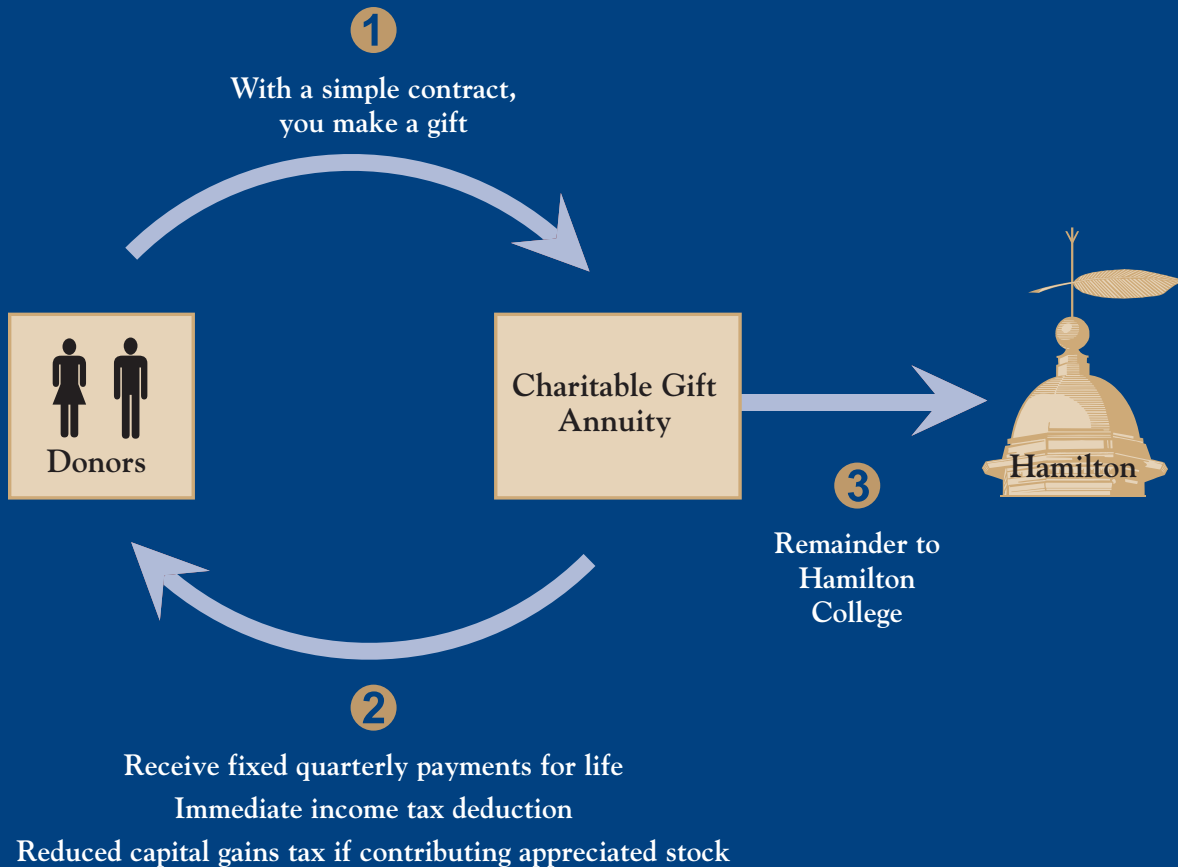 1
With a simple contract,
you make a gift
Donors
Charitable Gift
Annuity
Hamilton
3
Remainder to
Hamilton
College
2
Receive fixed quarterly payments for life
Immediate income tax deduction
Reduced capital gains tax if contributing appreciated stock